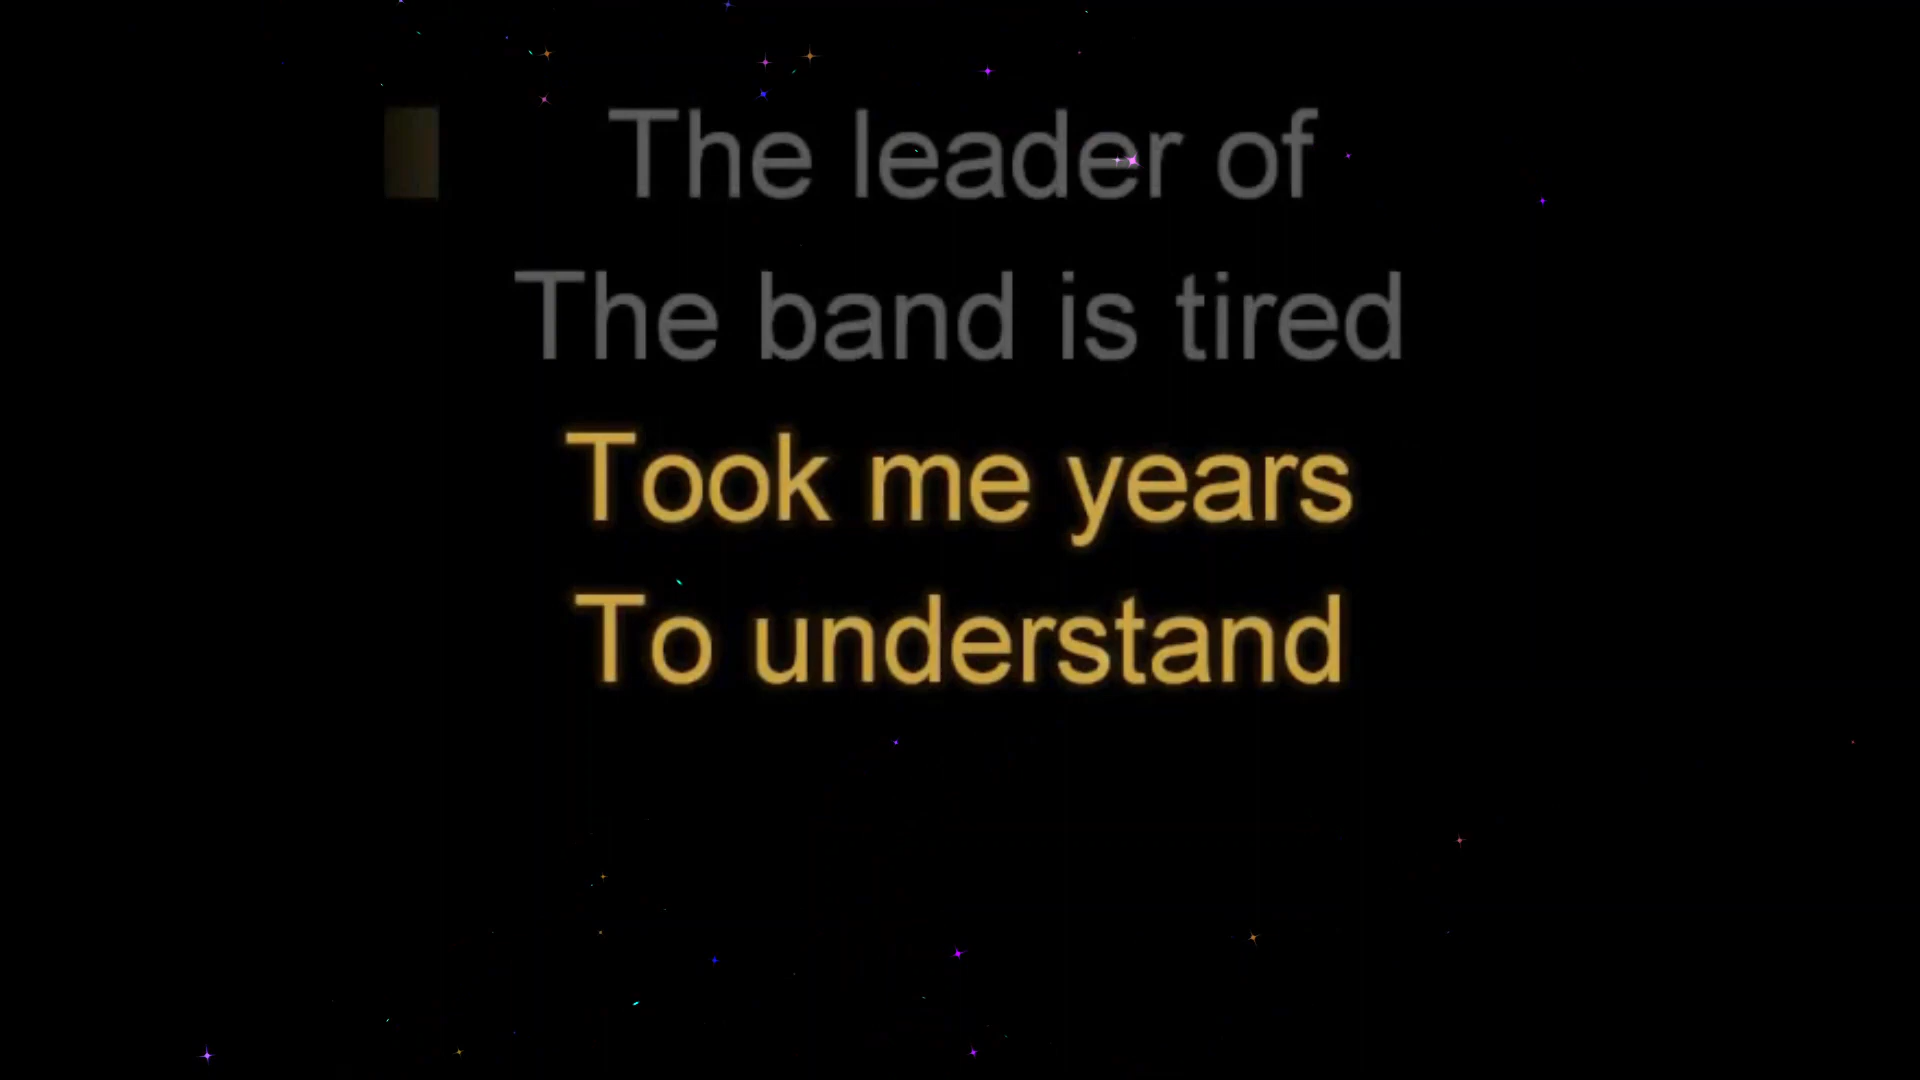 The leader of
The band is tired
Took me years
To understand